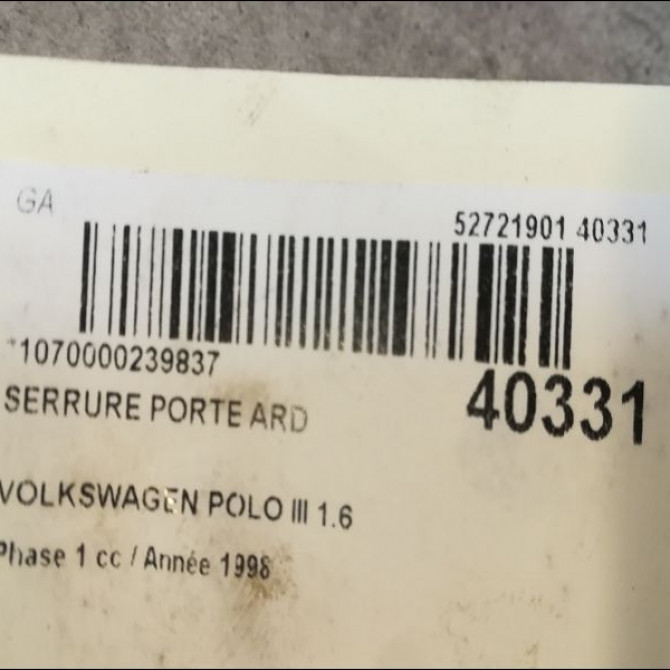 GA
52721901 40331
*1070000239837
40331
SERRURE PORTE ARD
VOLKSWAGEN POLO III 1.6
Phase 1 cc / Année 1998